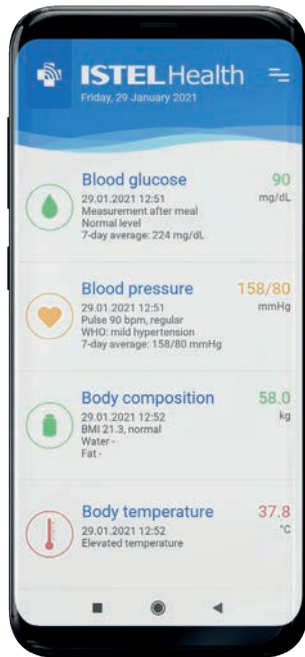 ISTEL Health
Friday, 29 January 2021
Blood glucose
90
29.01.2021 12:51
mg/dL
Measurement after meal
Normal level
7-day average: 224 mg/dL
Blood pressure
158/80
29.01.2021 12:51
mmHg
Pulse 90 bpm, regular
WHO: mild hypertension
7-day average: 158/80 mmHg
Body composition
58.0
29.01.2021 12:52
kg
BMI 21.3, normal
Water -
Fat -
Body temperature
37.8
29.01.2021 12:52
°C
Elevated temperature